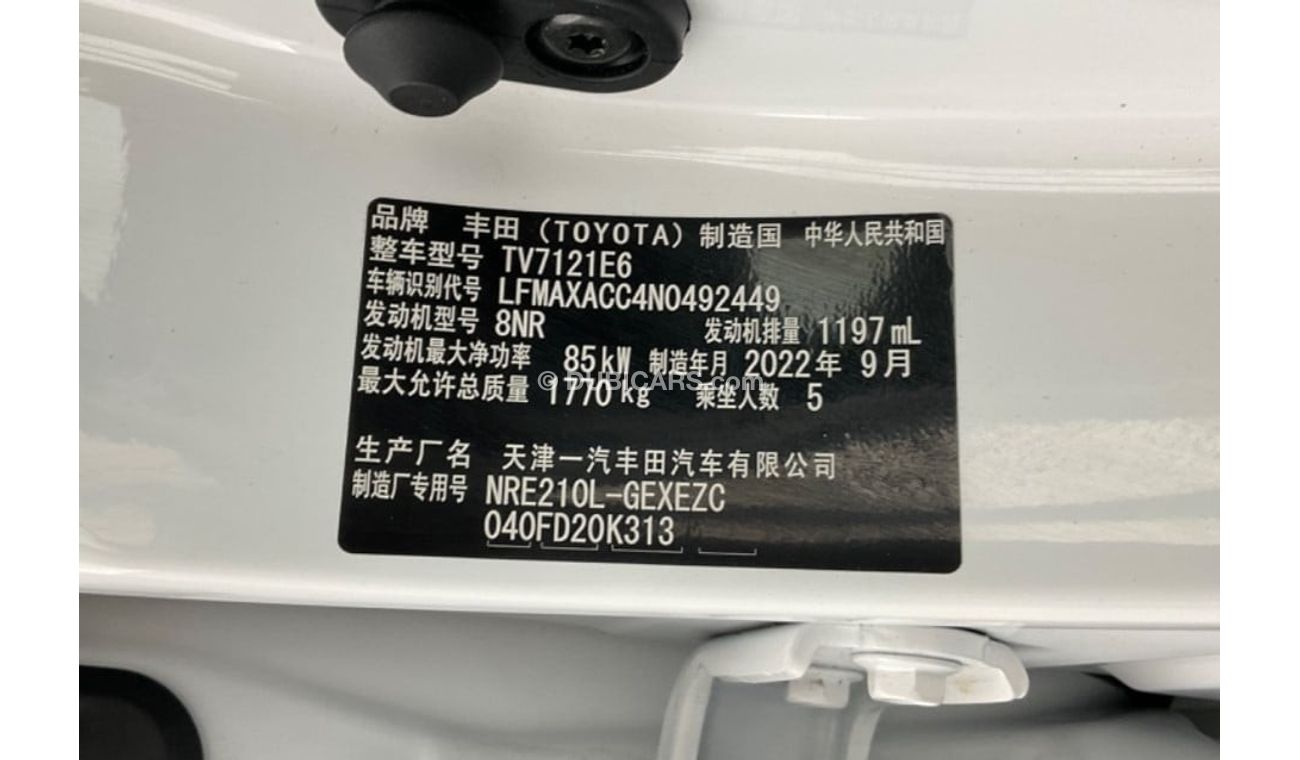 品牌 丰田（TOYOTA）制造国 中华人民共和国
整车型号 TV7121E6
车辆识别代号 LFMAXACC4N0492449
发动机型号 8NR 发动机排量 1197mL
发动机最大净功率 85kW 制造年月 2022年 9月
© DUBICARS.com
最大允许总质量 1770kg 乘坐人数 5
生产厂名 天津一汽丰田汽车有限公司
制造厂专用号 NRE210L-GEXEZC
040FD20K313